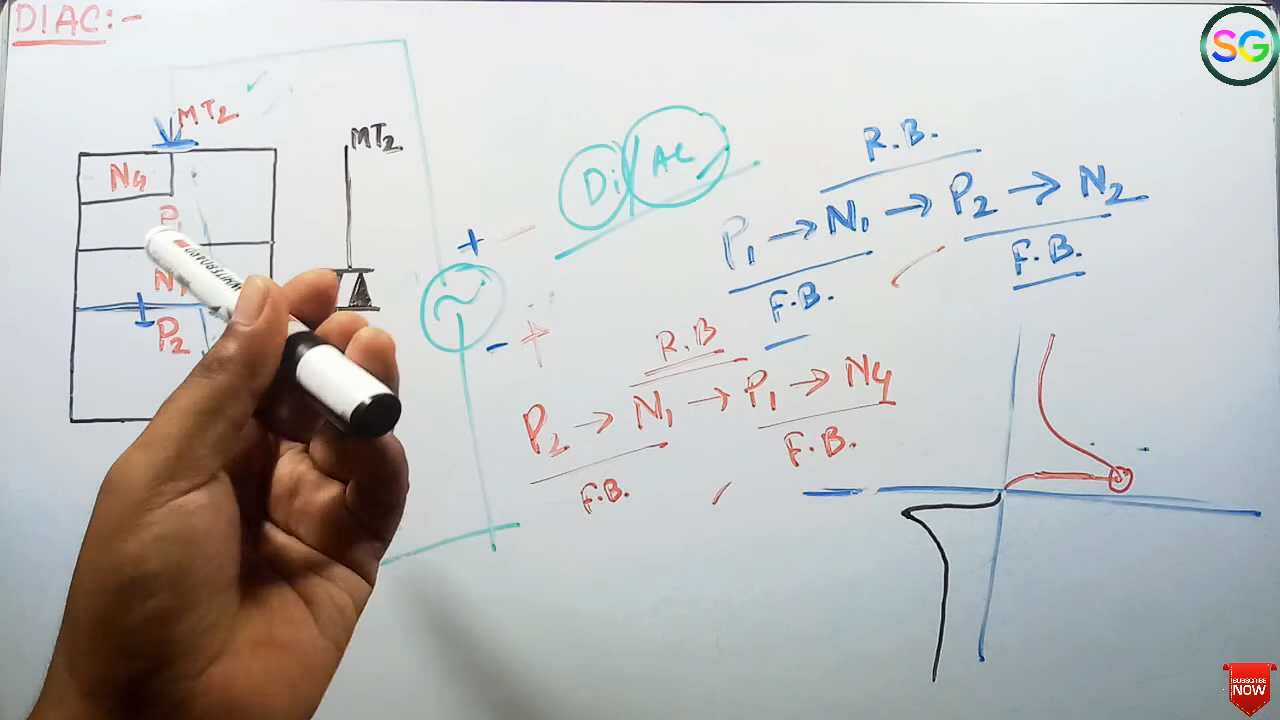 DIAC:-
SG
MT2
MT2
N4
P
N1
P2
+ -
- +
Di AC
R.B.
P1 → N1 → P2 → N2
F.B.
F.B.
R.B
P2 → N1 → P1 → N4
F.B.
F.B.
SUBSCRIBE
NOW